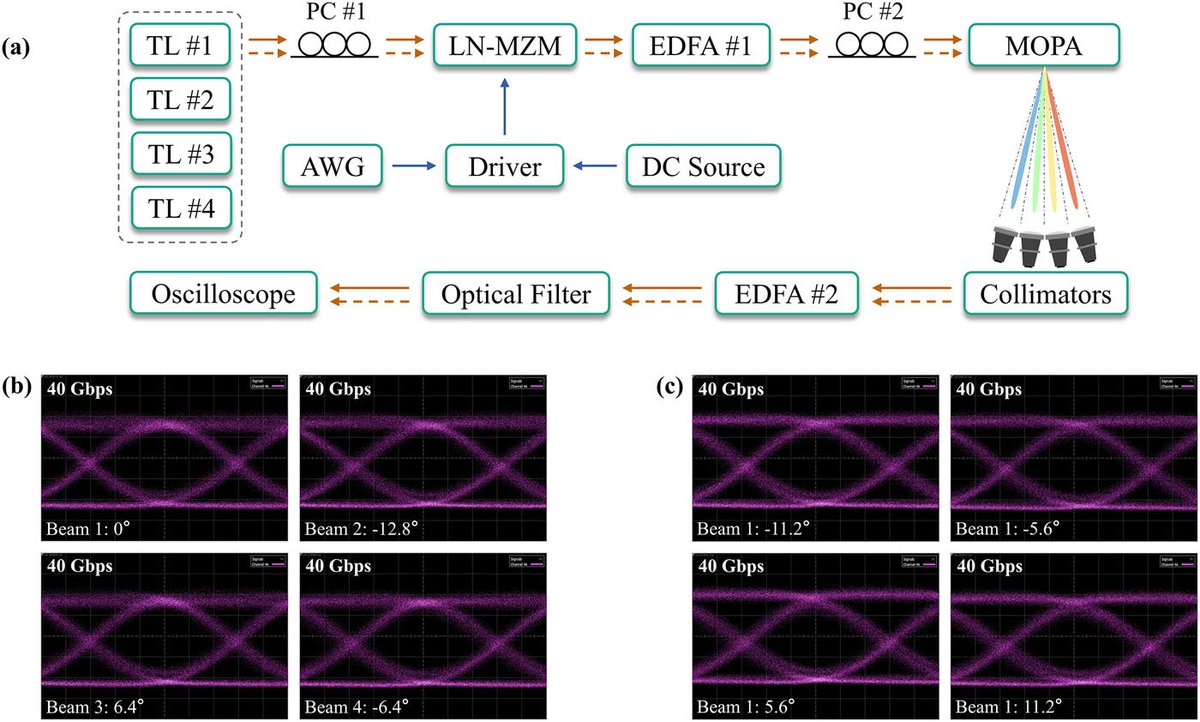 (a)
TL #1
PC #1
LN-MZM
EDFA #1
PC #2
MOPA
TL #2
TL #3
TL #4
AWG
Driver
DC Source
Oscilloscope
Optical Filter
EDFA #2
Collimators
(b)
40 Gbps
Beam 1: 0°
40 Gbps
Beam 2: -12.8°
40 Gbps
Beam 3: 6.4°
40 Gbps
Beam 4: -6.4°
(c)
40 Gbps
Beam 1: -11.2°
40 Gbps
Beam 1: -5.6°
40 Gbps
Beam 1: 5.6°
40 Gbps
Beam 1: 11.2°